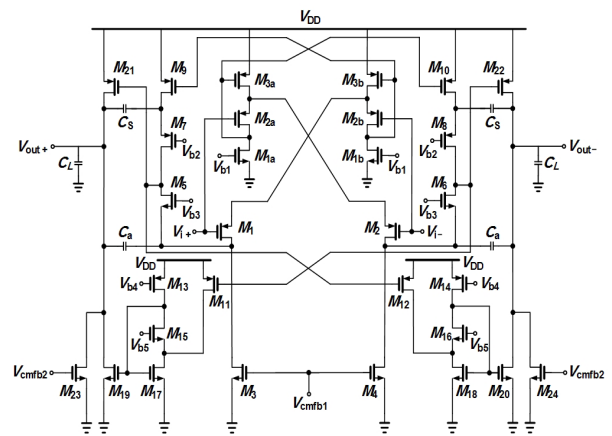 VDD
M21
M9
M3a
M3b
M10
M22
CS
M7
M2a
M2b
M8
CS
Vout+
CL
Vb2
Vb1
M1a
M1b
Vb1
Vb2
Vout−
CL
M5
Vb3
M6
Vb3
Vi+
M1
M2
Vi−
Ca
Ca
VDD
VDD
Vb4
M13
M11
M12
M14
Vb4
M15
Vb5
M16
Vb5
Vcmfb2
M23
M19
M17
M3
Vcmfb1
M4
M18
M20
M24
Vcmfb2